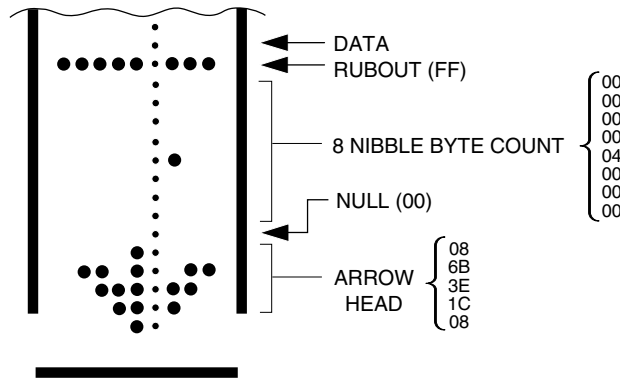 DATA
RUBOUT (FF)
8 NIBBLE BYTE COUNT
00
00
00
00
04
00
00
00
NULL (00)
ARROW
HEAD
08
6B
3E
1C
08